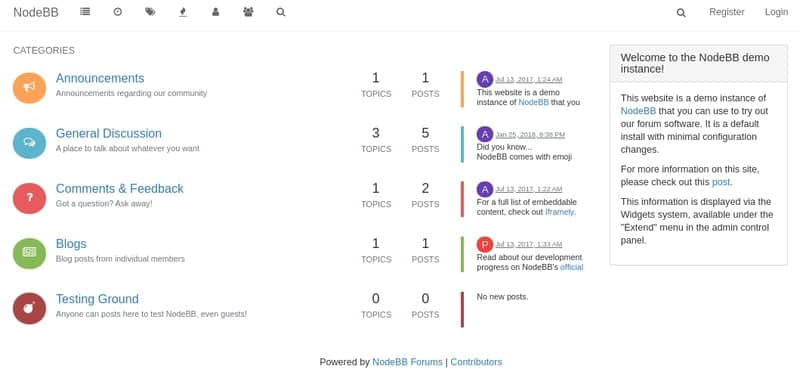 NodeBB
Register
Login
CATEGORIES
Announcements
Announcements regarding our community
1
TOPICS
1
POSTS
A
Jul 13, 2017, 1:24 AM
This website is a demo
instance of NodeBB that you
General Discussion
A place to talk about whatever you want
3
TOPICS
5
POSTS
A
Jan 25, 2018, 8:38 PM
Did you know...
NodeBB comes with emoji
Comments & Feedback
Got a question? Ask away!
1
TOPICS
2
POSTS
A
Jul 13, 2017, 1:22 AM
For a full list of embeddable
content, check out Iframely.
Blogs
Blog posts from individual members
1
TOPICS
1
POSTS
P
Jul 13, 2017, 1:33 AM
Read about our development
progress on NodeBB's official
Testing Ground
Anyone can posts here to test NodeBB, even guests!
0
TOPICS
0
POSTS
No new posts.
Welcome to the NodeBB demo
instance!
This website is a demo instance of
NodeBB that you can use to try out
our forum software. It is a default
install with minimal configuration
changes.
For more information on this site,
please check out this post.
This information is displayed via the
Widgets system, available under the
"Extend" menu in the admin control
panel.
Powered by NodeBB Forums | Contributors